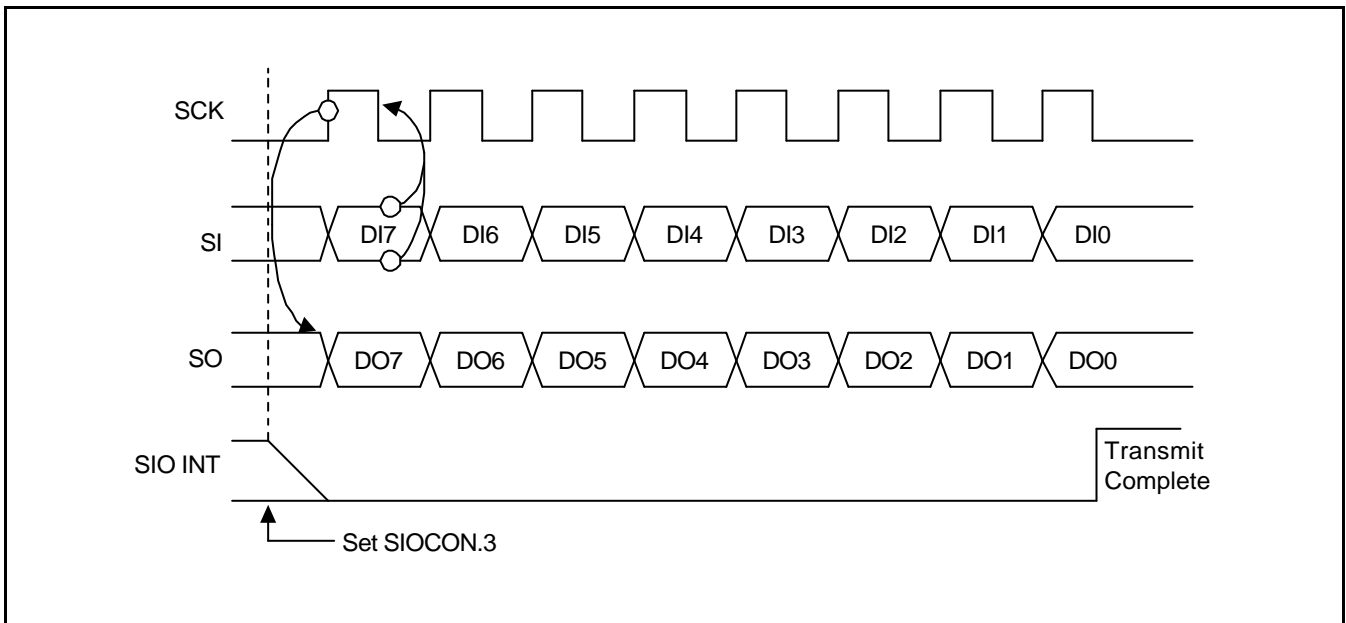 SCK
SI
DI7 DI6 DI5 DI4 DI3 DI2 DI1 DI0
SO
DO7 DO6 DO5 DO4 DO3 DO2 DO1 DO0
SIO INT
Transmit
Complete
Set SIOCON.3